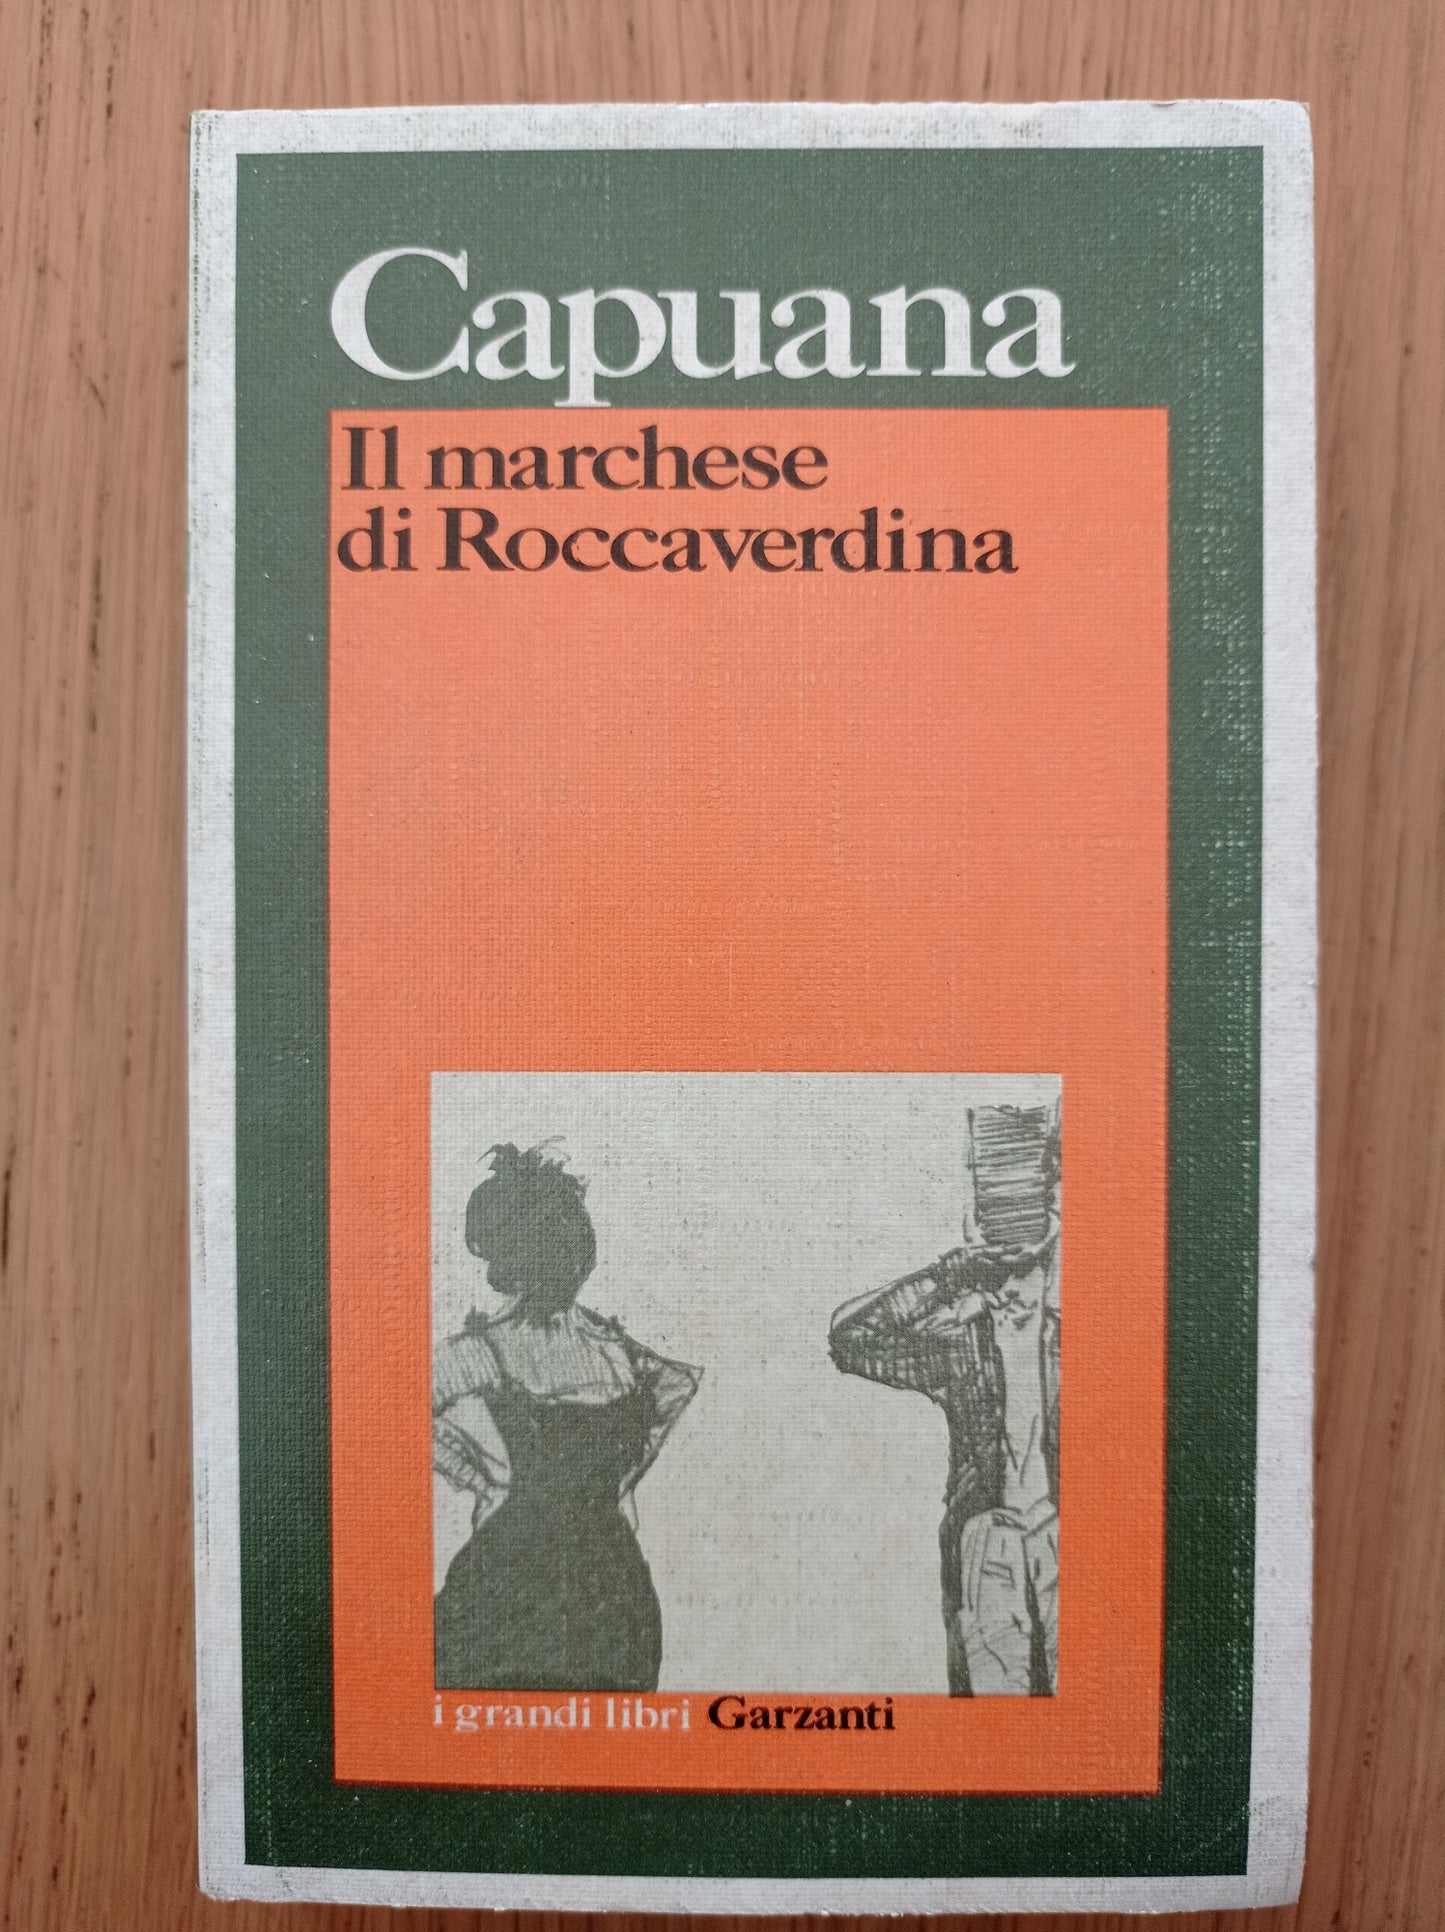 Capuana
Il marchese
di Roccaverdina
i grandi libri Garzanti